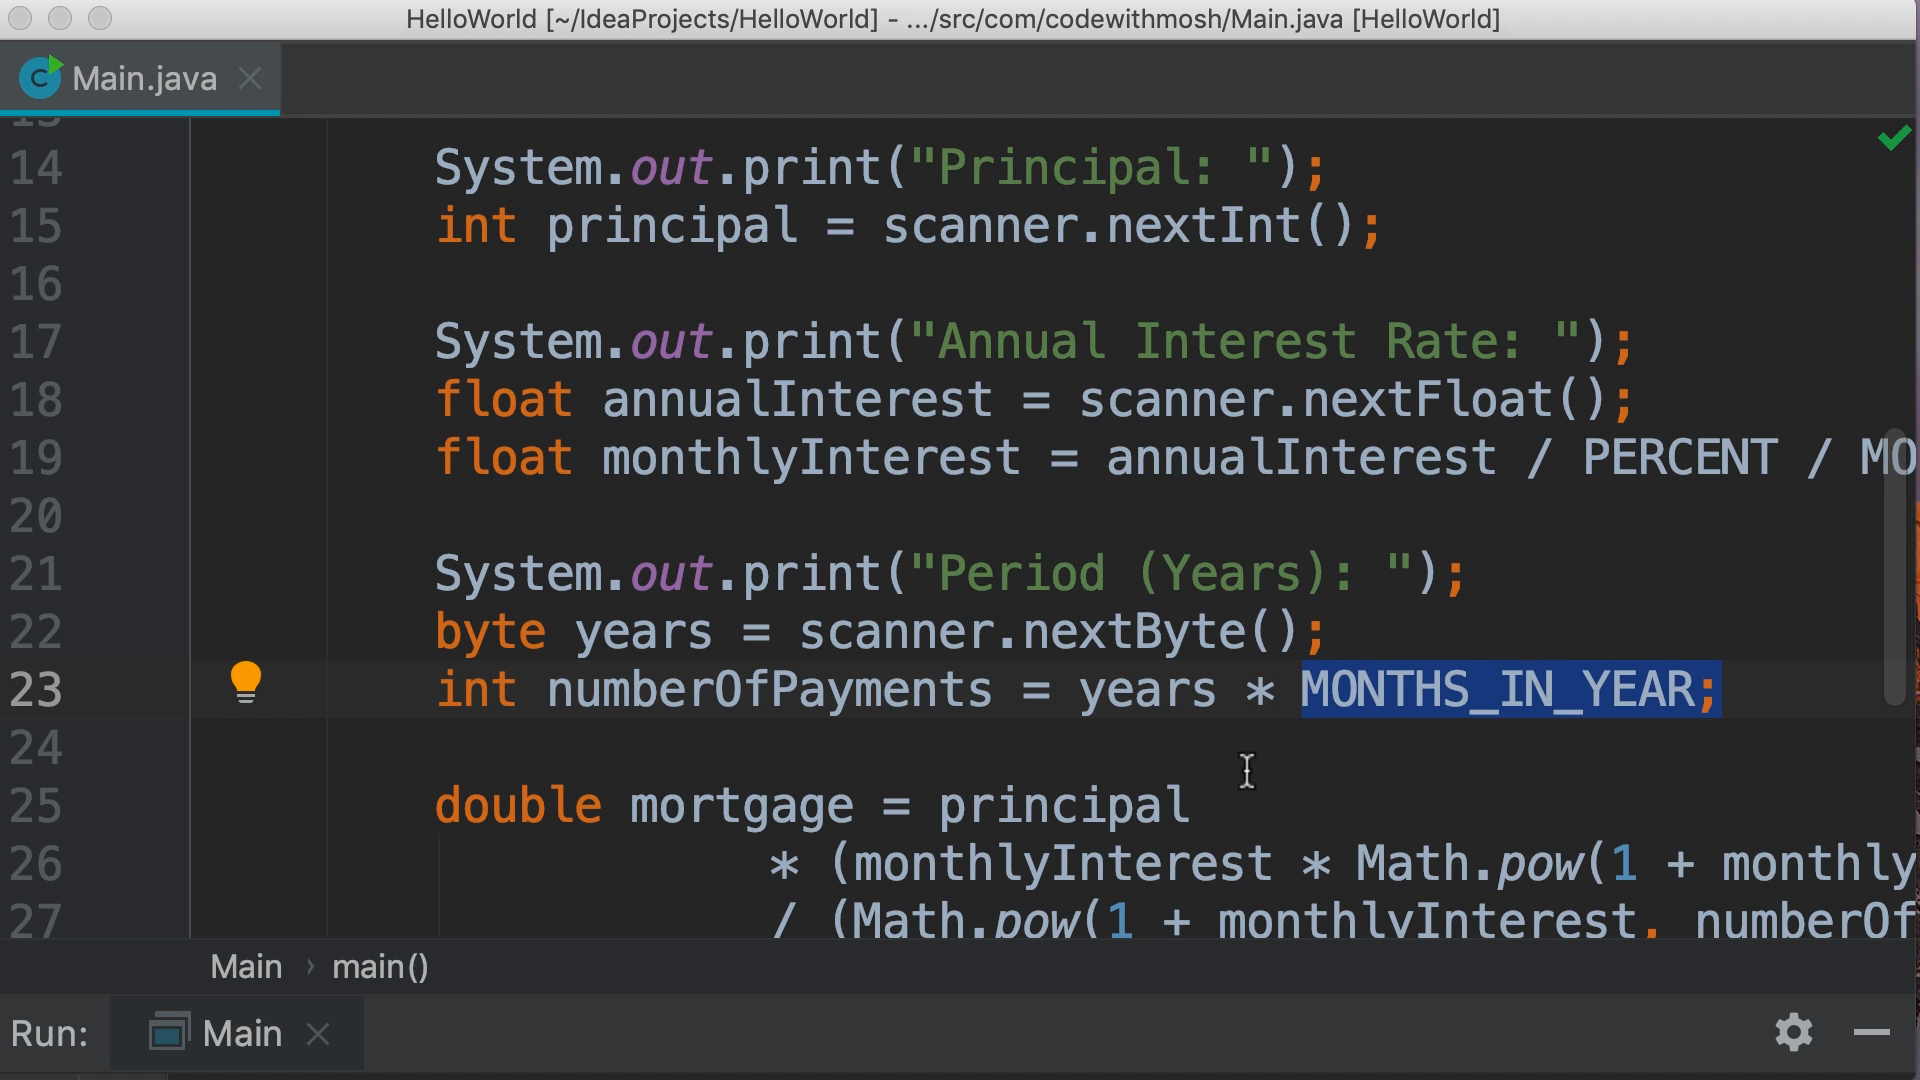 HelloWorld [~/IdeaProjects/HelloWorld] - .../src/com/codewithmosh/Main.java [HelloWorld]
Main.java
14 System.out.print("Principal: ");
15 int principal = scanner.nextInt();
16
17 System.out.print("Annual Interest Rate: ");
18 float annualInterest = scanner.nextFloat();
19 float monthlyInterest = annualInterest / PERCENT / MO
20
21 System.out.print("Period (Years): ");
22 byte years = scanner.nextByte();
23 int numberOfPayments = years * MONTHS_IN_YEAR;
24
25 double mortgage = principal
26 * (monthlyInterest * Math.pow(1 + monthly
27 / (Math.pow(1 + monthlyInterest, numberOf
Main › main()
Run: Main